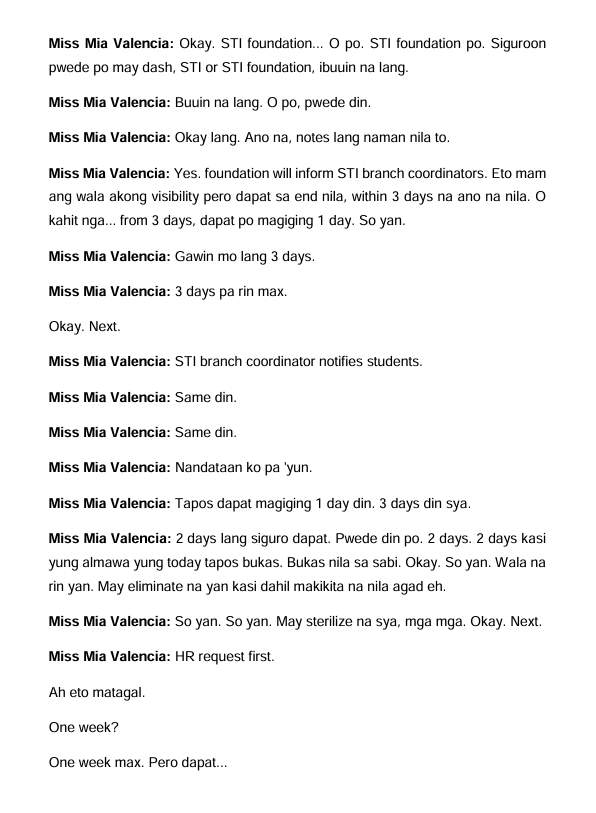 Miss Mia Valencia: Okay. STI foundation... O po. STI foundation po. Siguroon
pwede po may dash, STI or STI foundation, ibuuin na lang.
Miss Mia Valencia: Buuin na lang. O po, pwede din.
Miss Mia Valencia: Okay lang. Ano na, notes lang naman nila to.
Miss Mia Valencia: Yes. foundation will inform STI branch coordinators. Eto mam
ang wala akong visibility pero dapat sa end nila, within 3 days na ano na nila. O
kahit nga... from 3 days, dapat po magiging 1 day. So yan.
Miss Mia Valencia: Gawin mo lang 3 days.
Miss Mia Valencia: 3 days pa rin max.
Okay. Next.
Miss Mia Valencia: STI branch coordinator notifies students.
Miss Mia Valencia: Same din.
Miss Mia Valencia: Same din.
Miss Mia Valencia: Nandataan ko pa 'yun.
Miss Mia Valencia: Tapos dapat magiging 1 day din. 3 days din sya.
Miss Mia Valencia: 2 days lang siguro dapat. Pwede din po. 2 days. 2 days kasi
yung almawa yung today tapos bukas. Bukas nila sa sabi. Okay. So yan. Wala na
rin yan. May eliminate na yan kasi dahil makikita na nila agad eh.
Miss Mia Valencia: So yan. So yan. May sterilize na sya, mga mga. Okay. Next.
Miss Mia Valencia: HR request first.
Ah eto matagal.
One week?
One week max. Pero dapat...